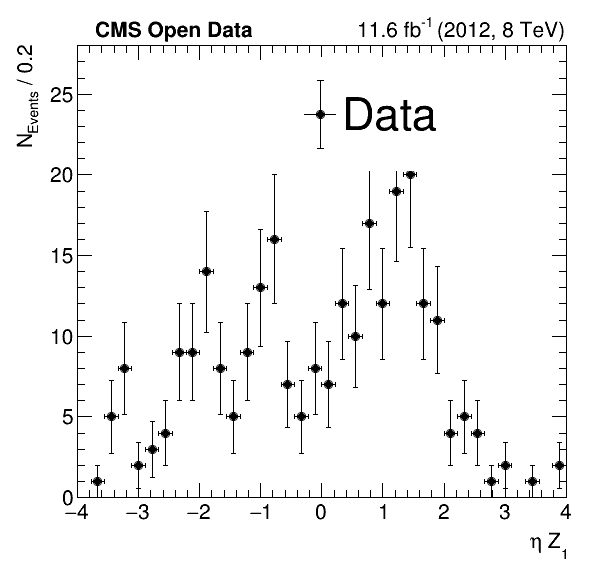 CMS Open Data 11.6 fb⁻¹ (2012, 8 TeV)
N_Events / 0.2
25
Data
20
15
10
5
0
−4 −3 −2 −1 0 1 2 3 4
η Z₁